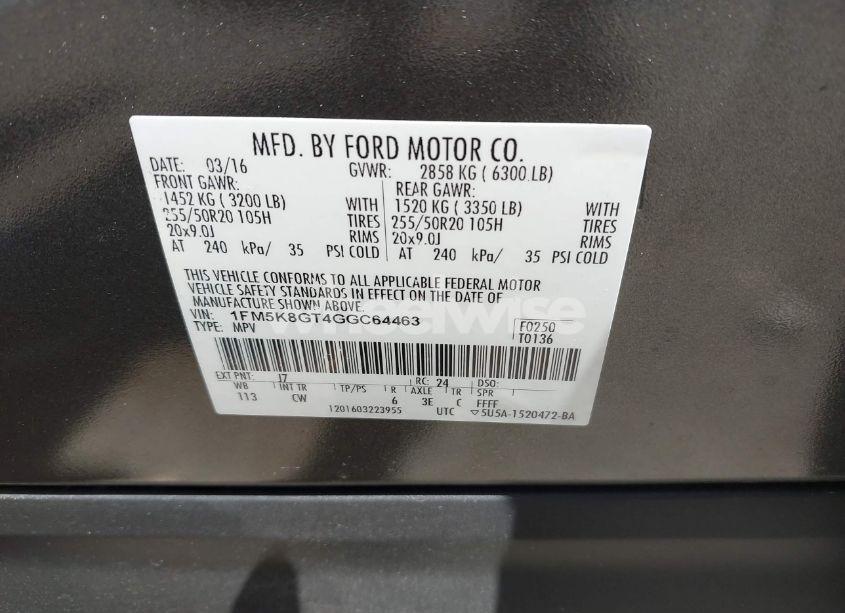 MFD. BY FORD MOTOR CO.
DATE: 03/16 GVWR: 2858 KG ( 6300 LB)
FRONT GAWR: REAR GAWR:
1452 KG ( 3200 LB) WITH 1520 KG ( 3350 LB) WITH
255/50R20 105H TIRES 255/50R20 105H TIRES
20x9.0J RIMS 20x9.0J RIMS
AT 240 kPa/ 35 PSI COLD AT 240 kPa/ 35 PSI COLD
THIS VEHICLE CONFORMS TO ALL APPLICABLE FEDERAL MOTOR
VEHICLE SAFETY STANDARDS IN EFFECT ON THE DATE OF
MANUFACTURE SHOWN ABOVE.
VIN: 1FM5K8GT4GGC64463 F0250
TYPE: MPV T0136
wheelwise
EXT PNT: J7 RC: 24 DSO:
WB INT TR TP/PS R AXLE TR SPR
113 CW 6 3E C FFFF
1201603223955 UTC ▽5U5A-1520472-BA